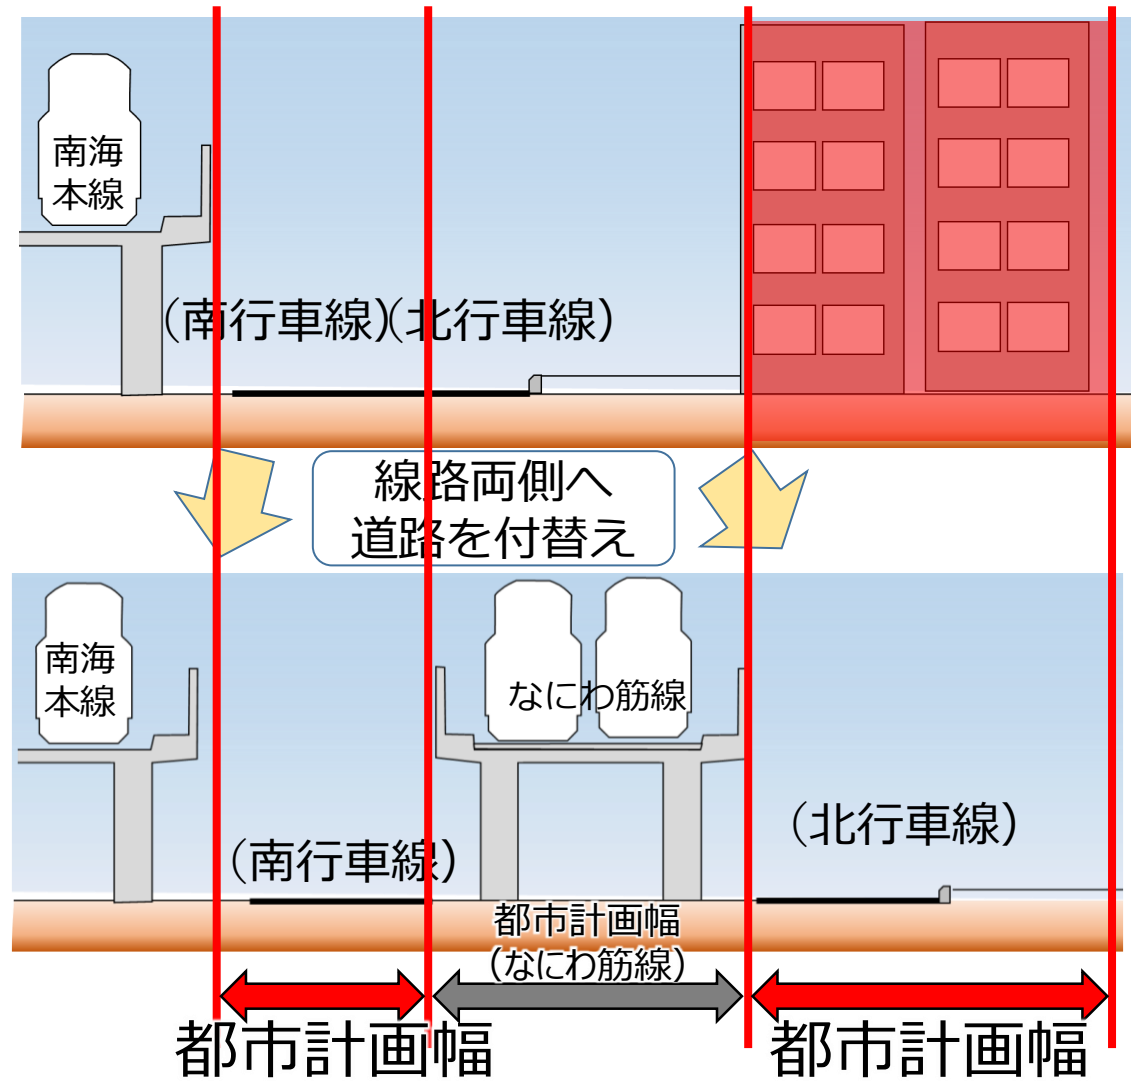 南海
本線
（南行車線）（北行車線）
線路両側へ
道路を付替え
南海
本線
なにわ筋線
（南行車線）
（北行車線）
都市計画幅
（なにわ筋線）
都市計画幅
都市計画幅